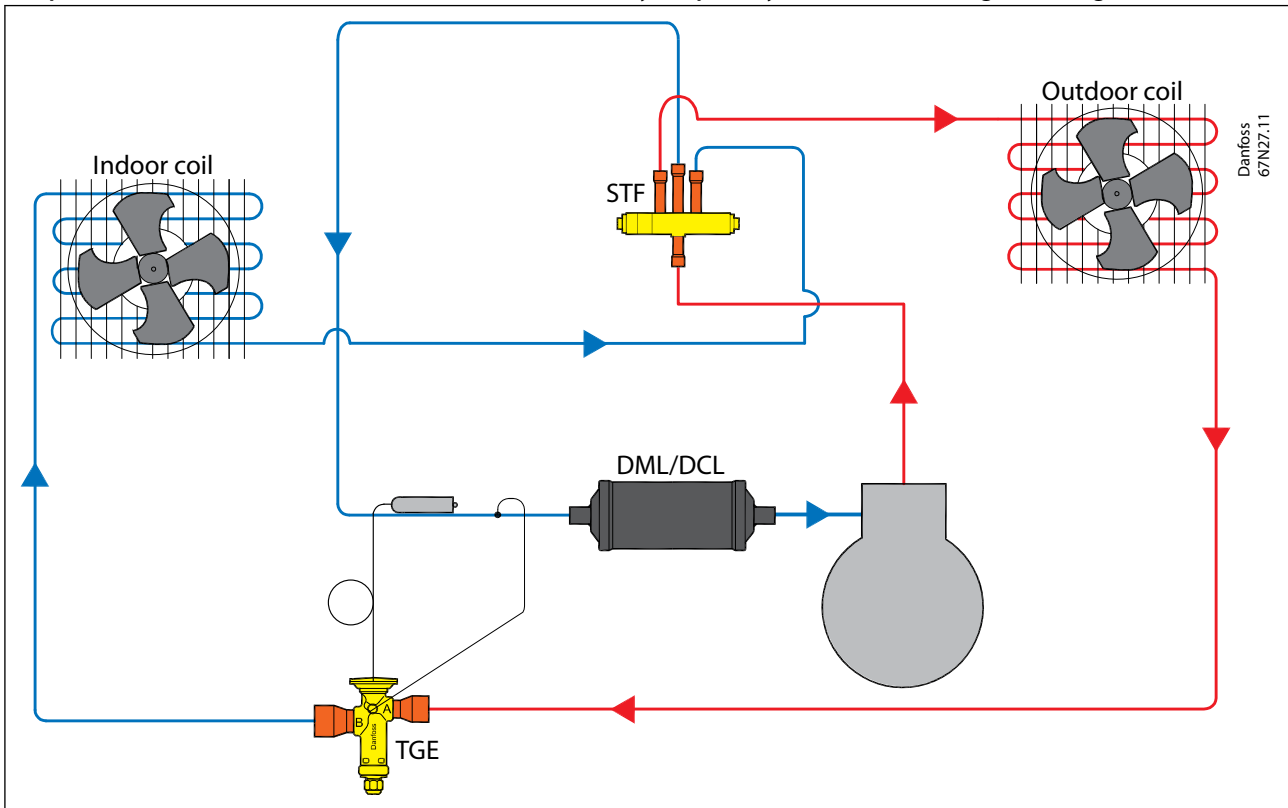 Outdoor coil
Danfoss
67N27.11
Indoor coil
STF
DML/DCL
B
A
Danfoss
TGE